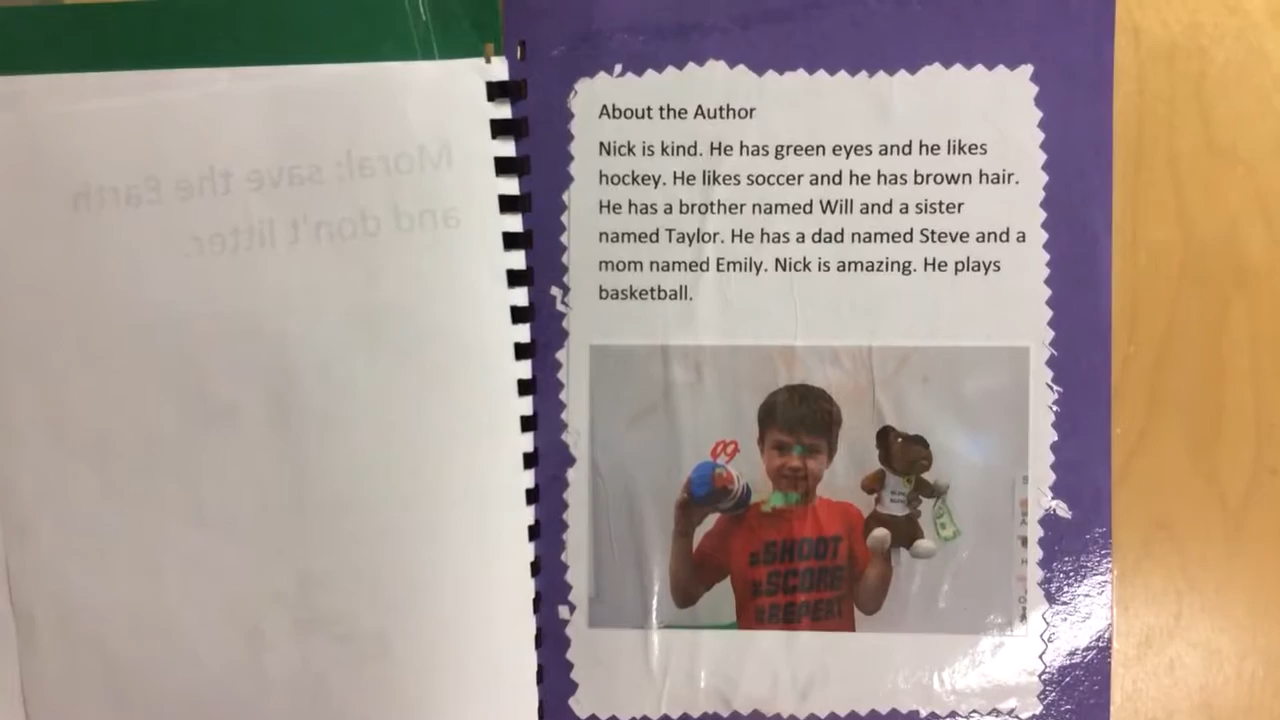 Moral: save the Earth
and don't litter.
About the Author
Nick is kind. He has green eyes and he likes
hockey. He likes soccer and he has brown hair.
He has a brother named Will and a sister
named Taylor. He has a dad named Steve and a
mom named Emily. Nick is amazing. He plays
basketball.
#SHOOT
#SCORE
#REPEAT